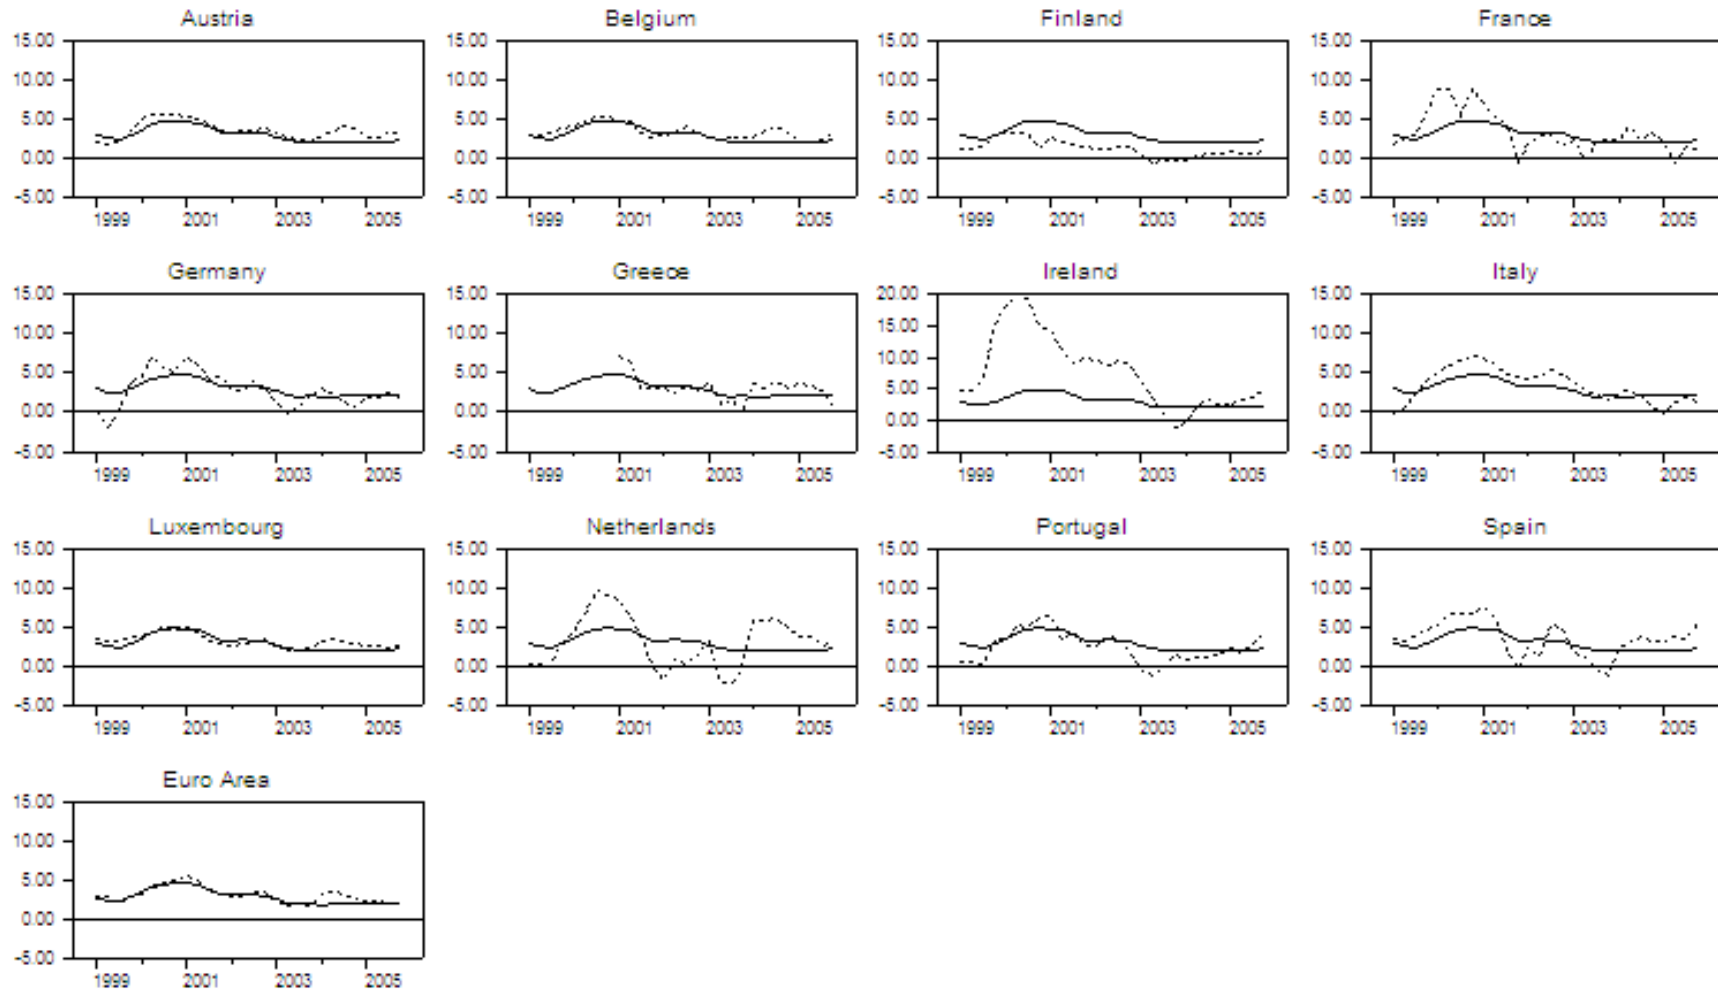 Austria Belgium Finland France
15.00 15.00 15.00 15.00
10.00 10.00 10.00 10.00
5.00 5.00 5.00 5.00
0.00 0.00 0.00 0.00
-5.00 -5.00 -5.00 -5.00
1999 2001 2003 2005 1999 2001 2003 2005 1999 2001 2003 2005 1999 2001 2003 2005
Germany Greece Ireland Italy
15.00 15.00 20.00 15.00
10.00 10.00 15.00 10.00
5.00 5.00 10.00 5.00
0.00 0.00 5.00 0.00
-5.00 -5.00 0.00 -5.00
-5.00
1999 2001 2003 2005 1999 2001 2003 2005 1999 2001 2003 2005 1999 2001 2003 2005
Luxembourg Netherlands Portugal Spain
15.00 15.00 15.00 15.00
10.00 10.00 10.00 10.00
5.00 5.00 5.00 5.00
0.00 0.00 0.00 0.00
-5.00 -5.00 -5.00 -5.00
1999 2001 2003 2005 1999 2001 2003 2005 1999 2001 2003 2005 1999 2001 2003 2005
Euro Area
15.00
10.00
5.00
0.00
-5.00
1999 2001 2003 2005